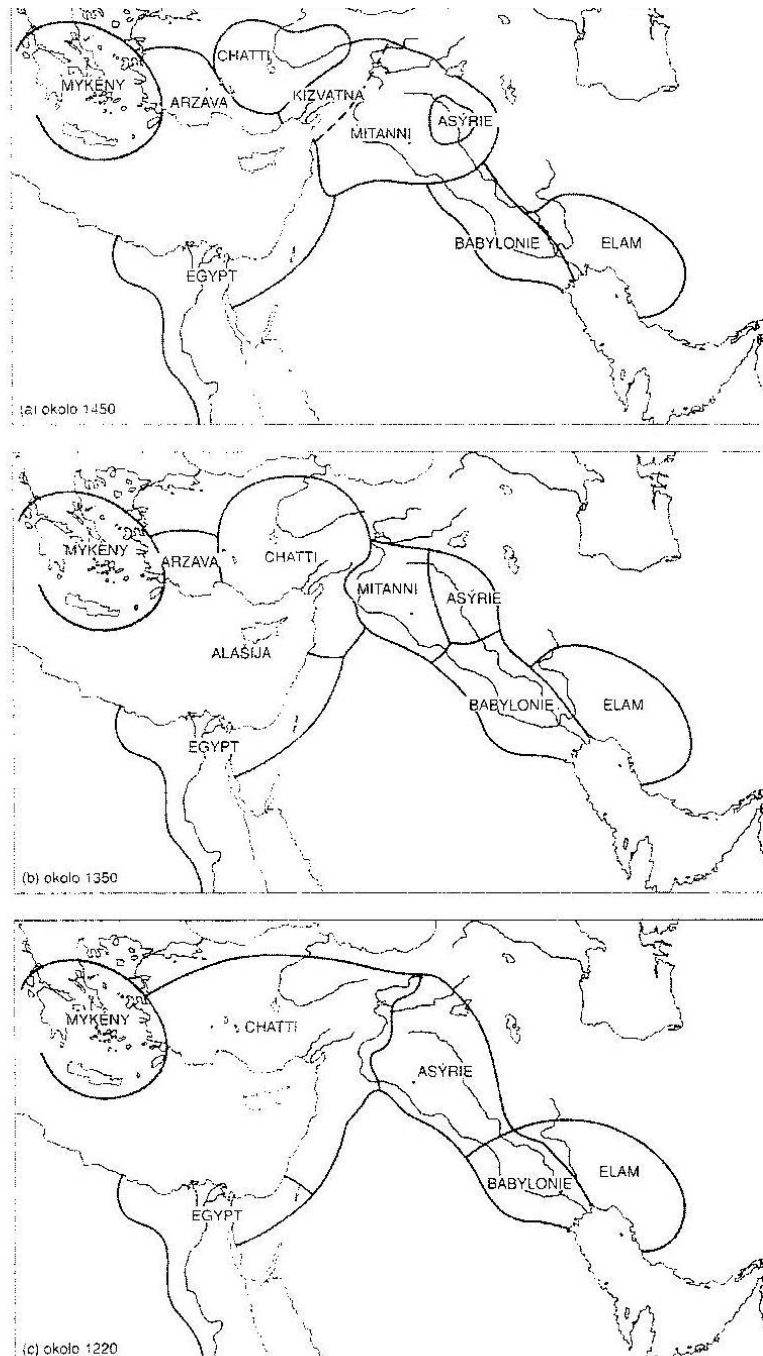 CHATTI
MYKÉNY
ARZAVA
KIZVATNA
MITANNI
ASÝRIE
BABYLONIE
ELAM
EGYPT
(a) okolo 1450
MYKÉNY
ARZAVA
CHATTI
MITANNI
ASÝRIE
ALAŠIJA
BABYLONIE
ELAM
EGYPT
(b) okolo 1350
MYKÉNY
CHATTI
ASÝRIE
ELAM
BABYLONIE
EGYPT
(c) okolo 1220